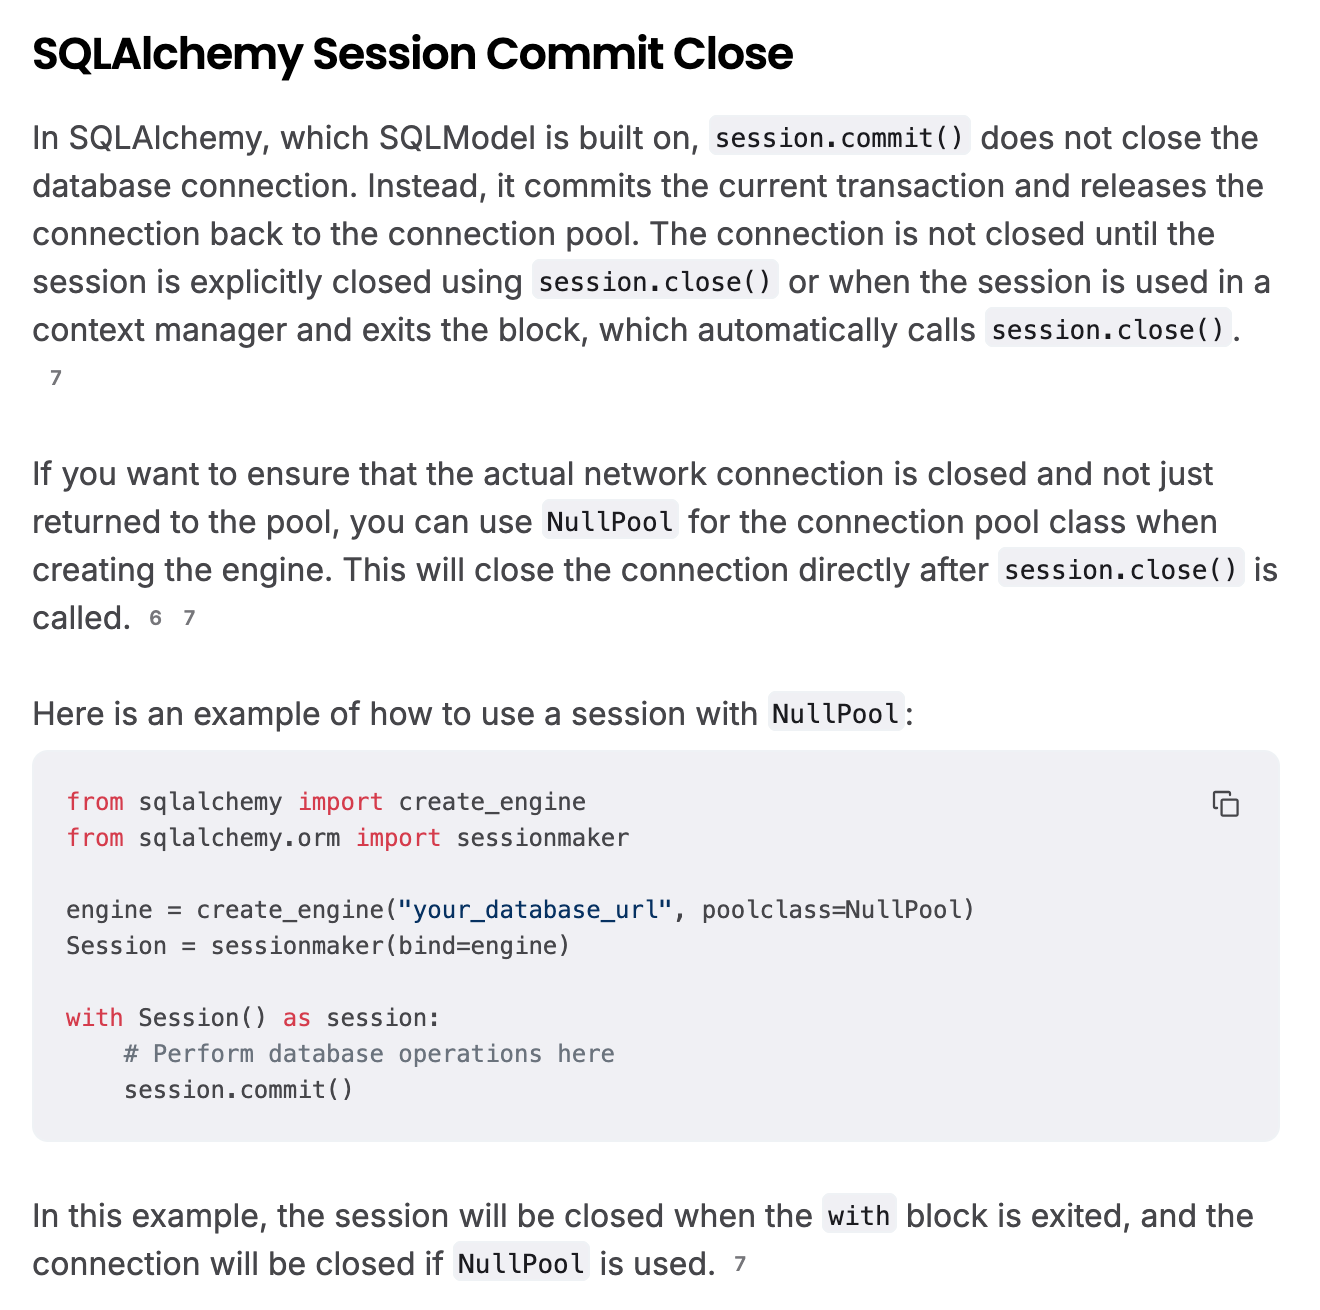 SQLAlchemy Session Commit Close
In SQLAlchemy, which SQLModel is built on, session.commit() does not close the
database connection. Instead, it commits the current transaction and releases the
connection back to the connection pool. The connection is not closed until the
session is explicitly closed using session.close() or when the session is used in a
context manager and exits the block, which automatically calls session.close().
7
If you want to ensure that the actual network connection is closed and not just
returned to the pool, you can use NullPool for the connection pool class when
creating the engine. This will close the connection directly after session.close() is
called. 6 7
Here is an example of how to use a session with NullPool:
from sqlalchemy import create_engine
from sqlalchemy.orm import sessionmaker
engine = create_engine("your_database_url", poolclass=NullPool)
Session = sessionmaker(bind=engine)
with Session() as session:
    # Perform database operations here
    session.commit()
In this example, the session will be closed when the with block is exited, and the
connection will be closed if NullPool is used. 7